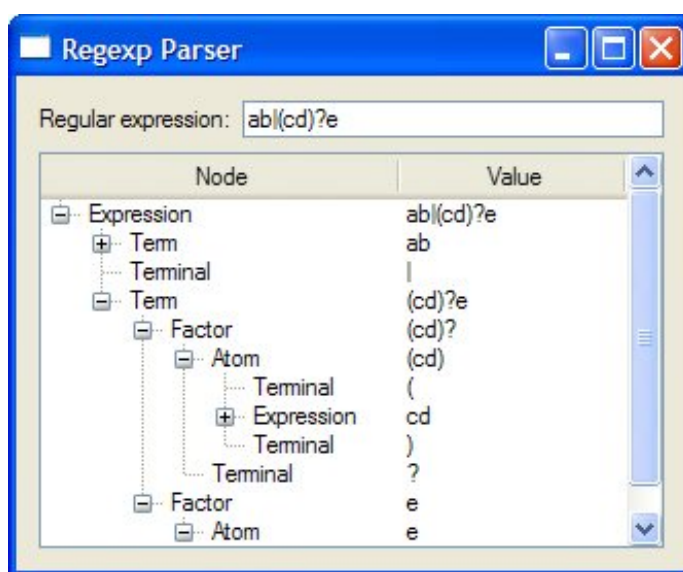 Regexp Parser
Regular expression: ab|(cd)?e
Node Value
Expression ab|(cd)?e
Term ab
Terminal |
Term (cd)?e
Factor (cd)?
Atom (cd)
Terminal (
Expression cd
Terminal )
Terminal ?
Factor e
Atom e